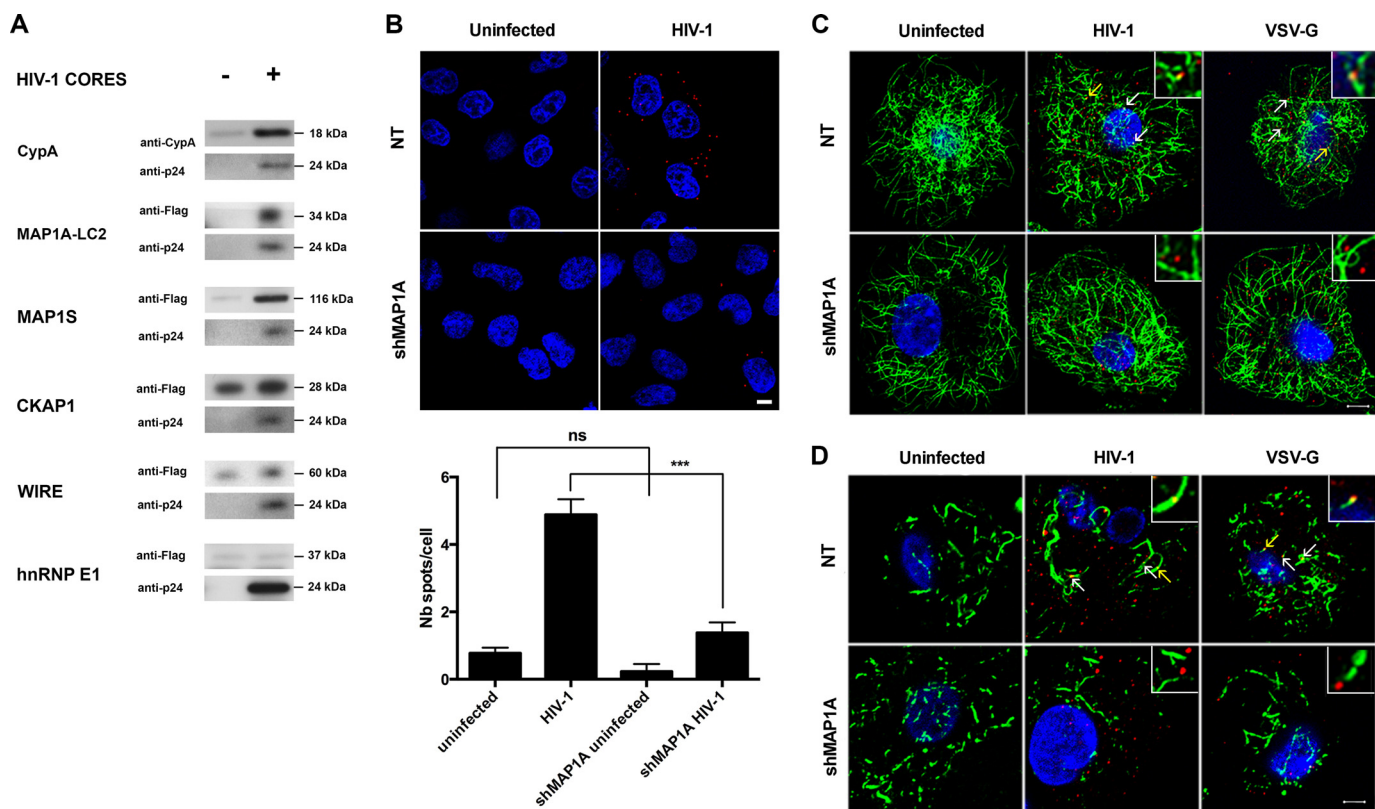 A
HIV-1 CORES - +
CypA
anti-CypA 18 kDa
anti-p24 24 kDa
MAP1A-LC2
anti-Flag 34 kDa
anti-p24 24 kDa
MAP1S
anti-Flag 116 kDa
anti-p24 24 kDa
CKAP1
anti-Flag 28 kDa
anti-p24 24 kDa
WIRE
anti-Flag 60 kDa
anti-p24 24 kDa
hnRNP E1
anti-Flag 37 kDa
anti-p24 24 kDa
B
Uninfected HIV-1
NT
shMAP1A
ns
***
Nb spots/cell
6
4
2
0
uninfected
HIV-1
shMAP1A uninfected
shMAP1A HIV-1
C
Uninfected HIV-1 VSV-G
NT
shMAP1A
D
Uninfected HIV-1 VSV-G
NT
shMAP1A